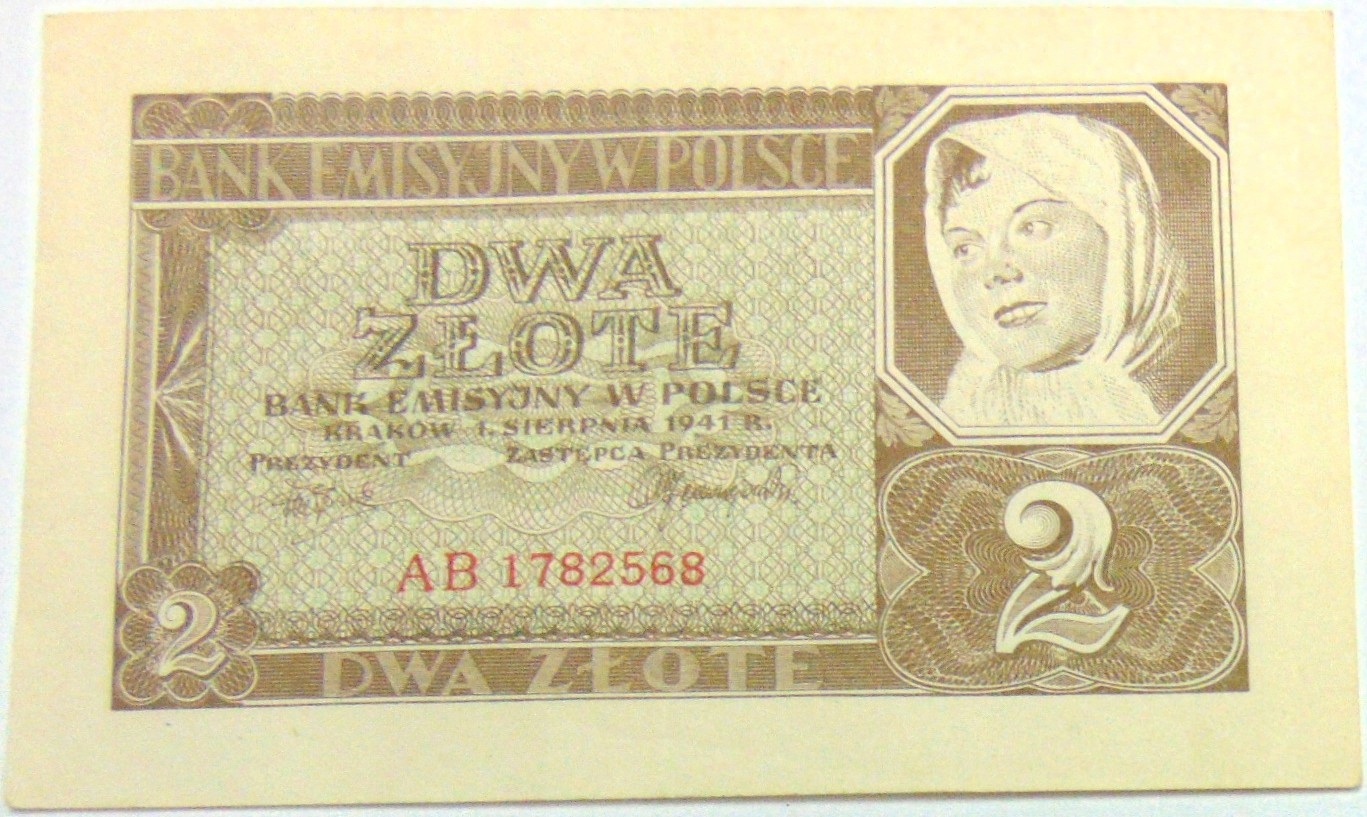 BANK EMISYJNY W POLSCE
DWA
ZŁOTE
BANK EMISYJNY W POLSCE
KRAKÓW 1. SIERPNIA 1941 R.
PREZYDENT ZASTĘPCA PREZYDENTA
AB 1782568
2
2
DWA ZŁOTE